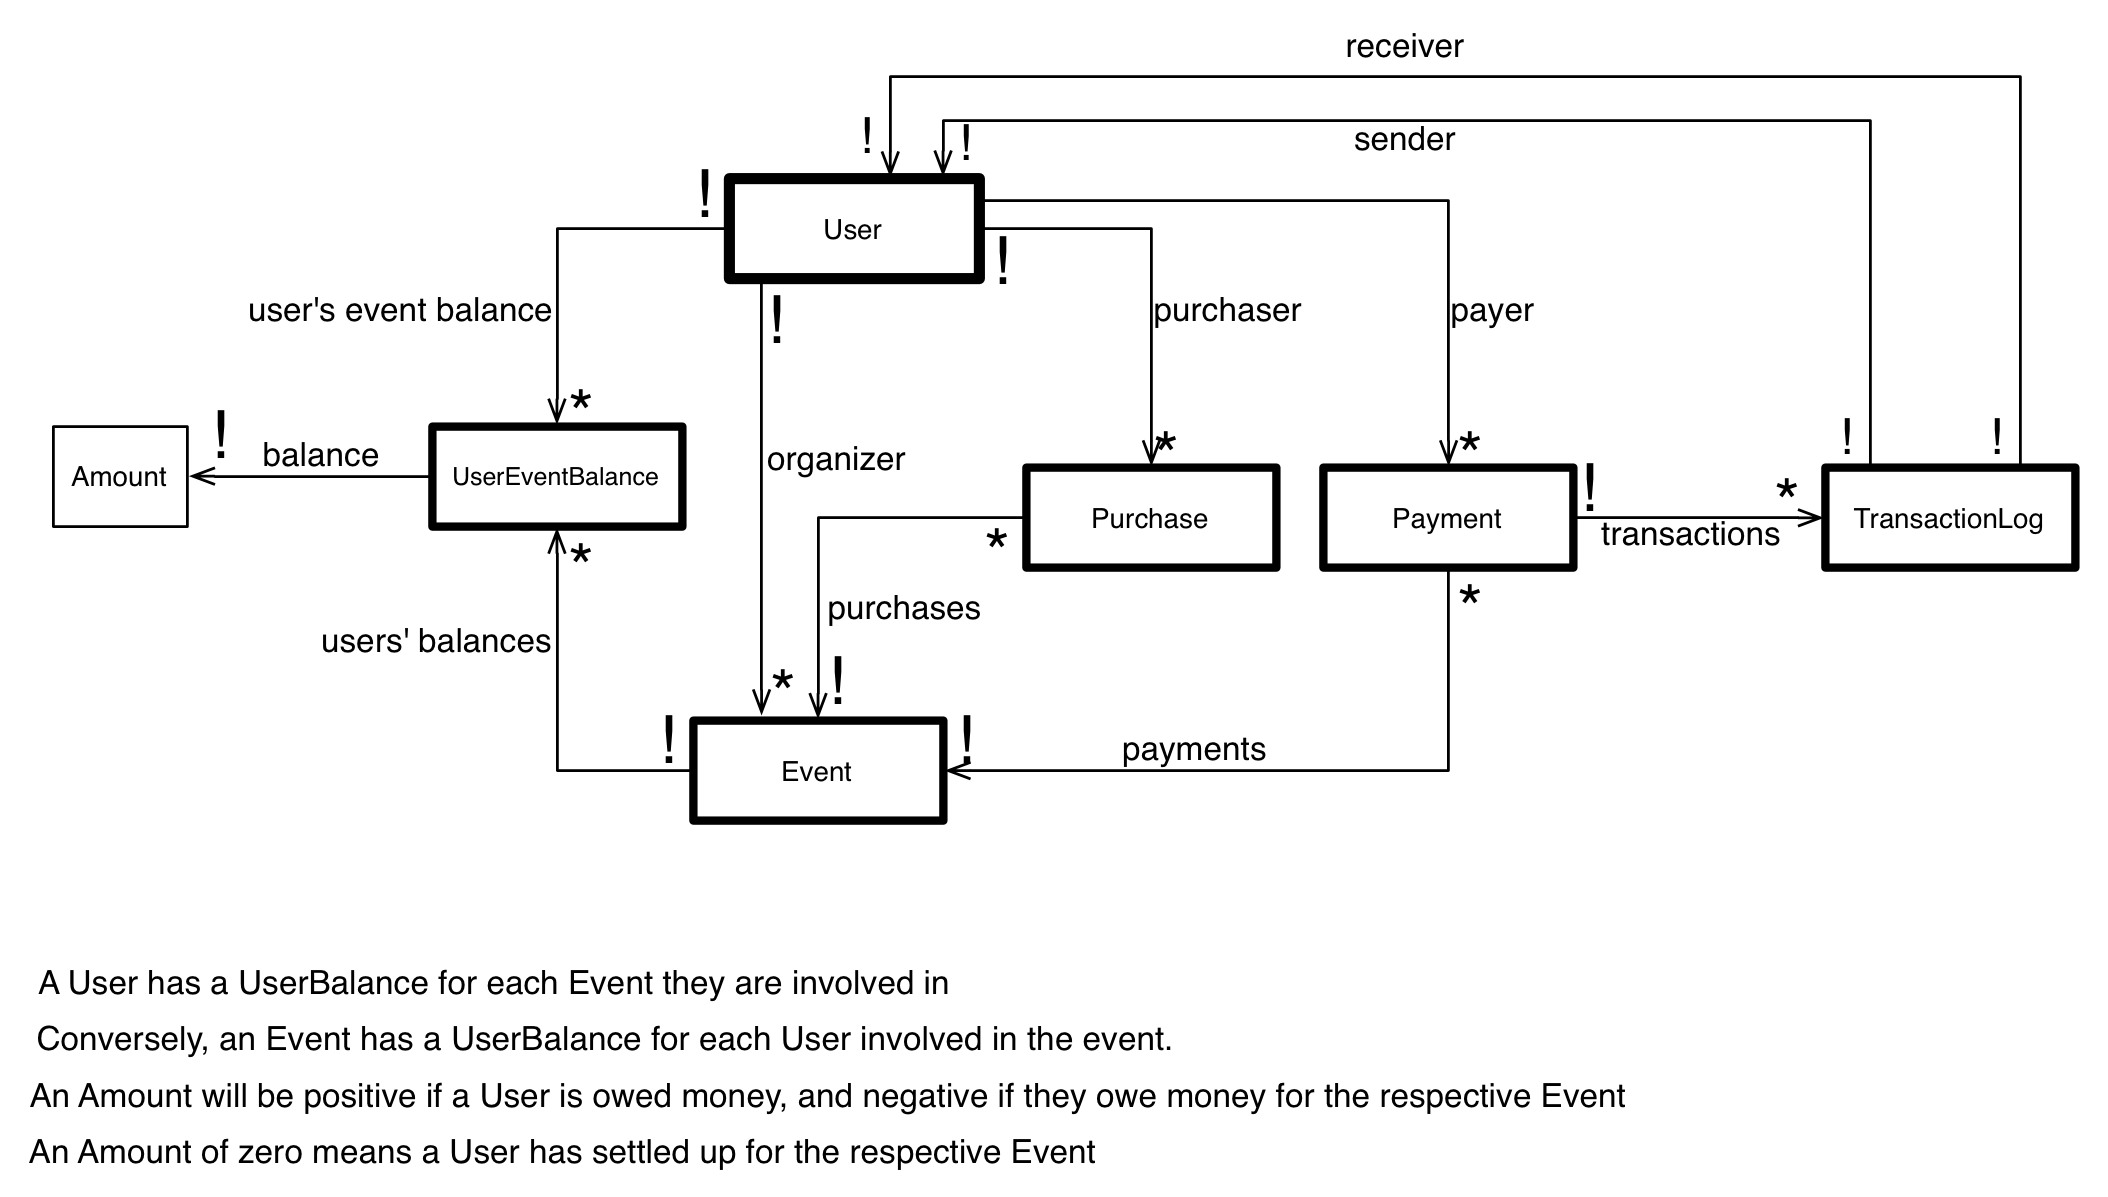 receiver
!
!
sender
!
User
!
!
user's event balance
purchaser
payer
*
!
*
*
!
!
balance
organizer
!
*
Amount
UserEventBalance
Purchase
Payment
TransactionLog
transactions
*
*
*
purchases
users' balances
*
!
!
!
payments
Event
A User has a UserBalance for each Event they are involved in
Conversely, an Event has a UserBalance for each User involved in the event.
An Amount will be positive if a User is owed money, and negative if they owe money for the respective Event
An Amount of zero means a User has settled up for the respective Event